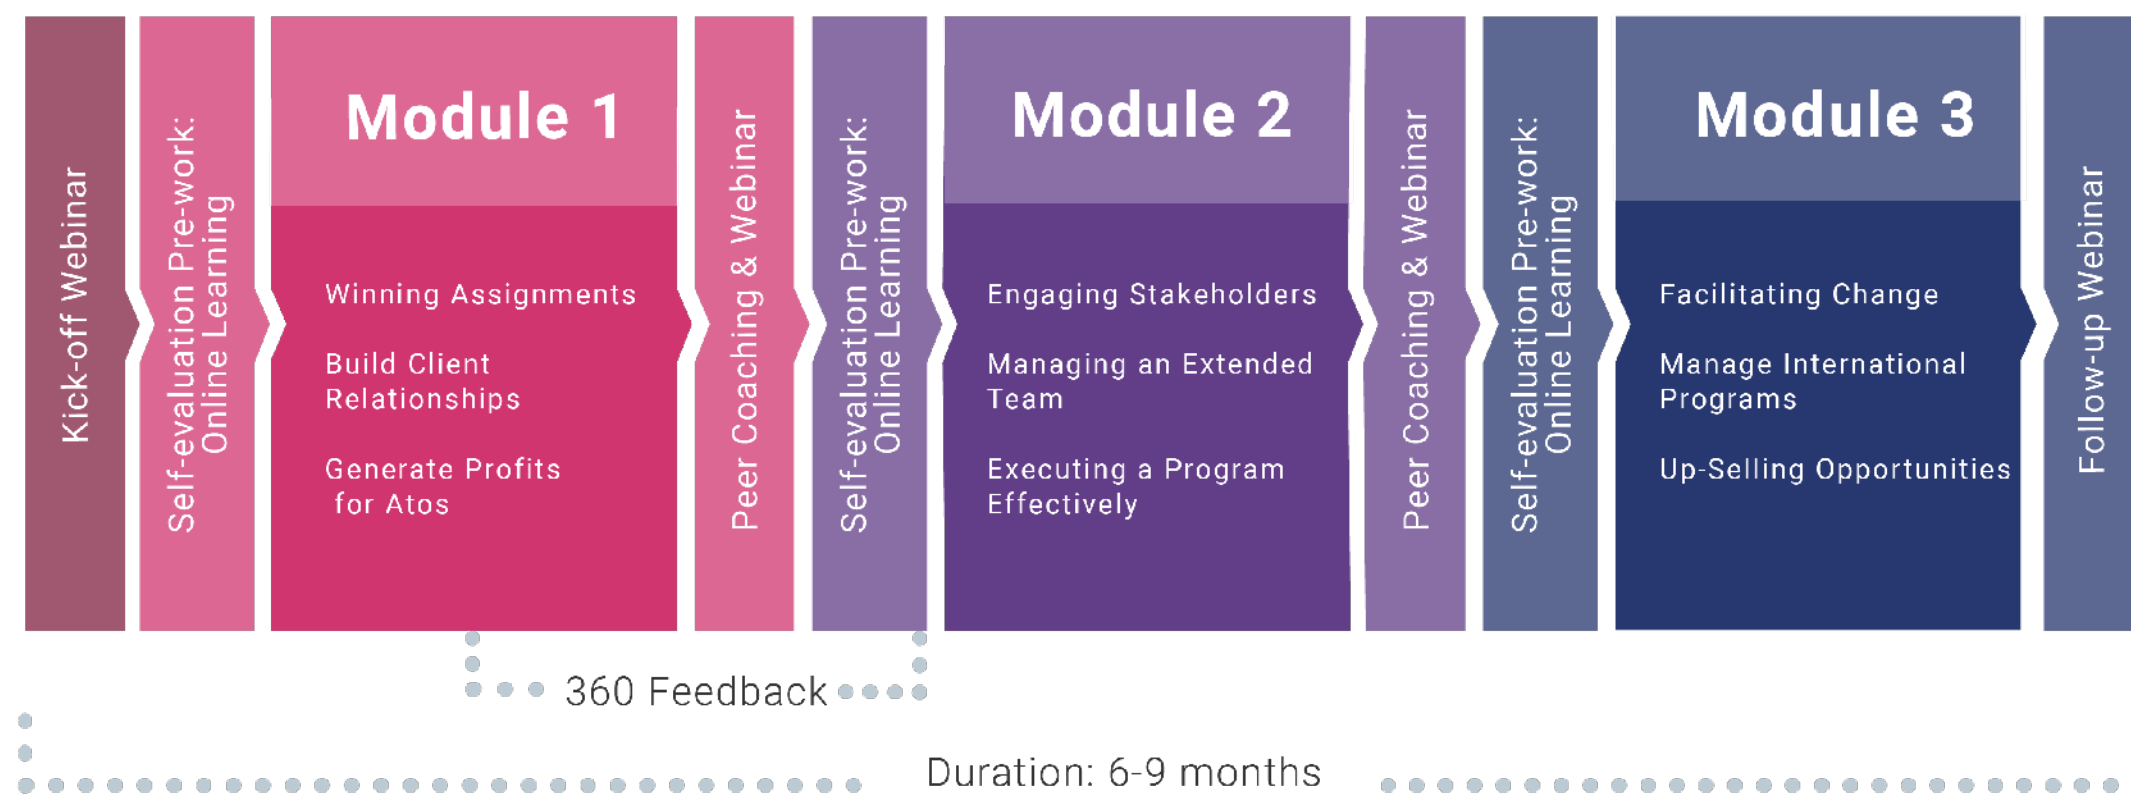 Kick-off Webinar
Self-evaluation Pre-work:
Online Learning
Module 1
Winning Assignments
Build Client
Relationships
Generate Profits
for Atos
Peer Coaching & Webinar
Self-evaluation Pre-work:
Online Learning
Module 2
Engaging Stakeholders
Managing an Extended
Team
Executing a Program
Effectively
Peer Coaching & Webinar
Self-evaluation Pre-work:
Online Learning
Module 3
Facilitating Change
Manage International
Programs
Up-Selling Opportunities
Follow-up Webinar
360 Feedback
Duration: 6-9 months